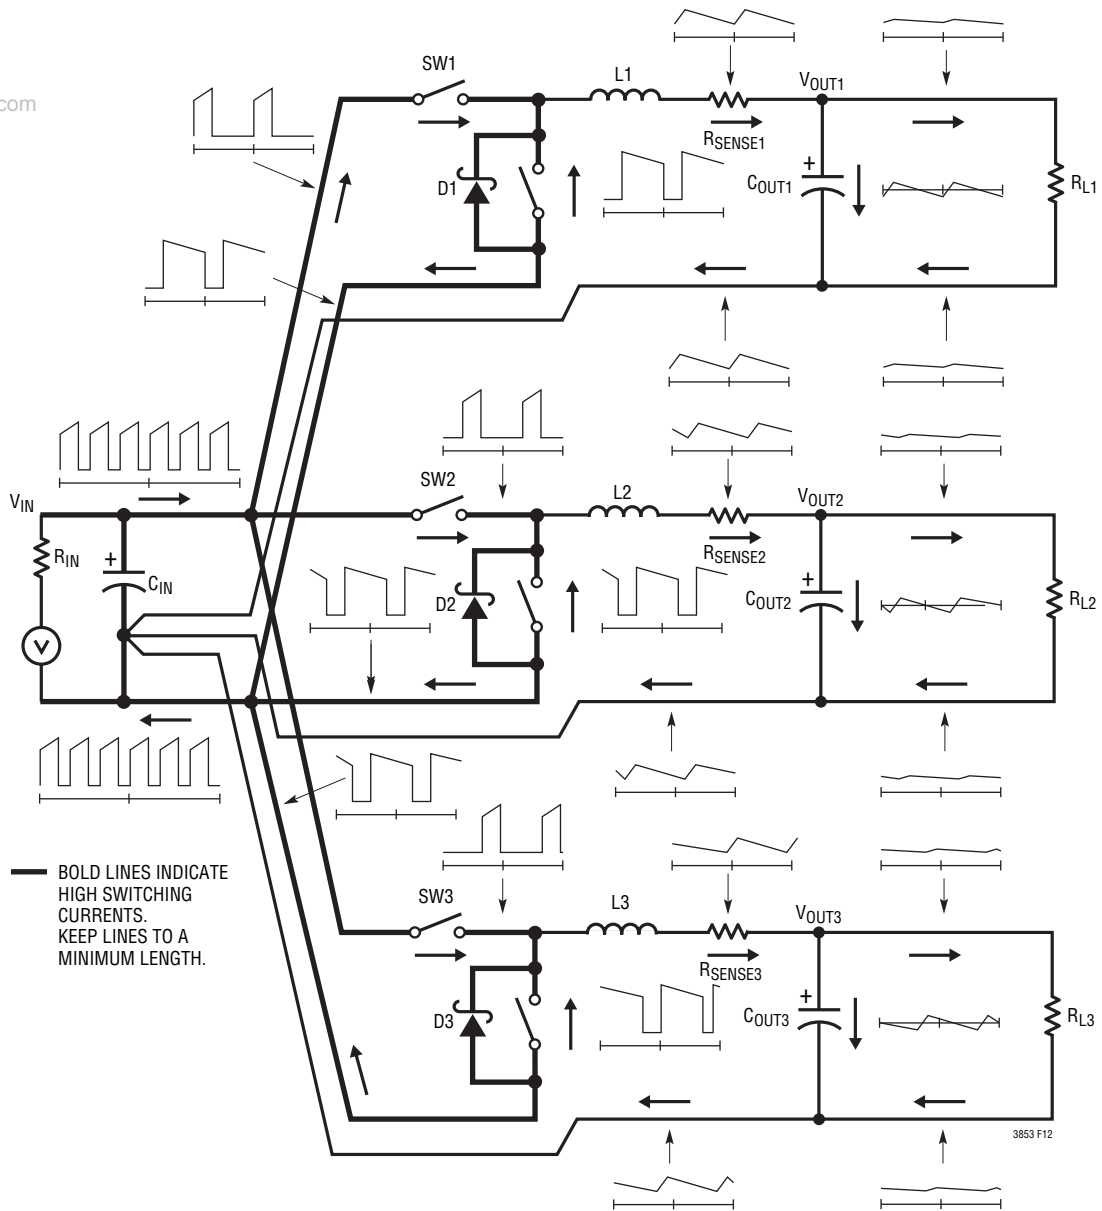 com
SW1
L1
VOUT1
RSENSE1
D1
COUT1
RL1
SW2
L2
VOUT2
VIN
RIN
CIN
RSENSE2
D2
COUT2
RL2
V
BOLD LINES INDICATE
HIGH SWITCHING
CURRENTS.
KEEP LINES TO A
MINIMUM LENGTH.
SW3
L3
VOUT3
RSENSE3
D3
COUT3
RL3
3853 F12